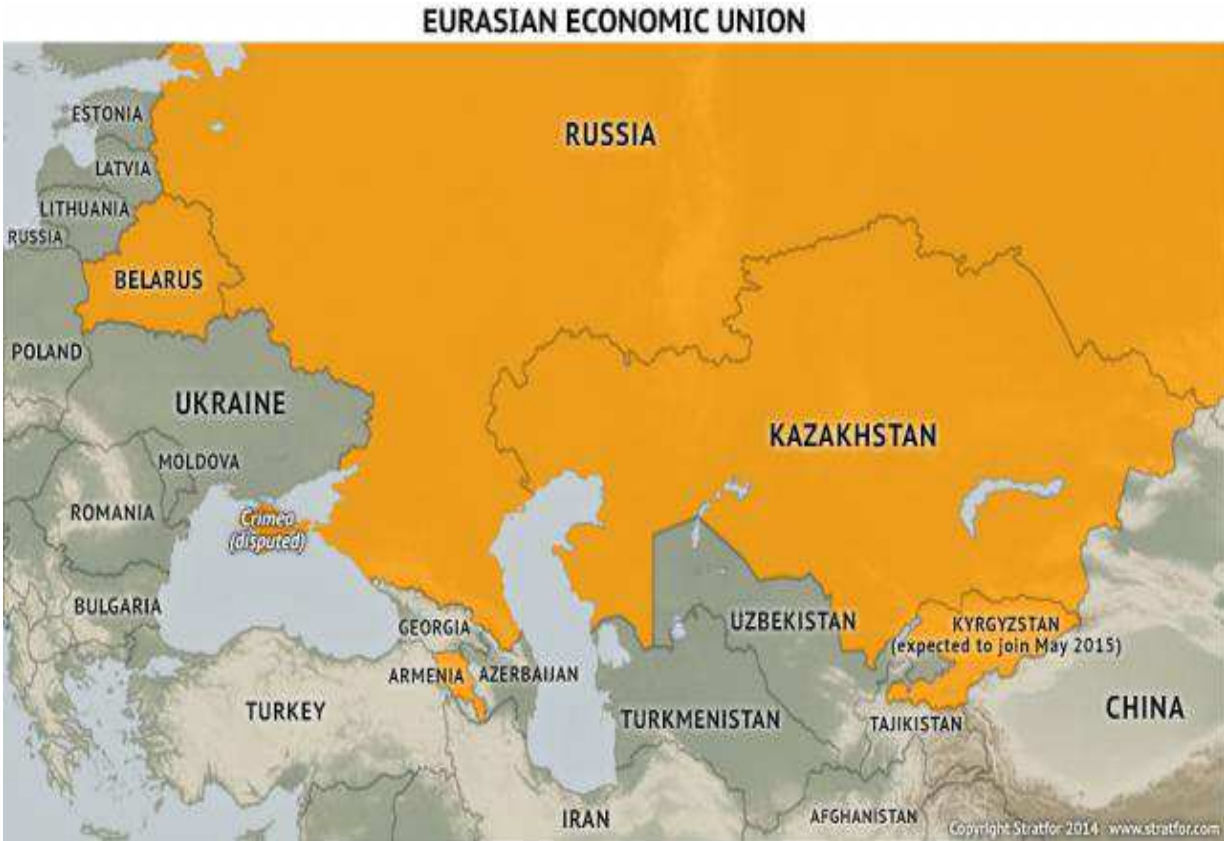 EURASIAN ECONOMIC UNION
ESTONIA
RUSSIA
LATVIA
LITHUANIA
RUSSIA
BELARUS
POLAND
UKRAINE
KAZAKHSTAN
MOLDOVA
ROMANIA
Crimea
(disputed)
BULGARIA
GEORGIA
UZBEKISTAN
KYRGYZSTAN
(expected to join May 2015)
ARMENIA
AZERBAIJAN
TURKEY
TURKMENISTAN
TAJIKISTAN
CHINA
IRAN
AFGHANISTAN
Copyright Stratfor 2014 www.stratfor.com